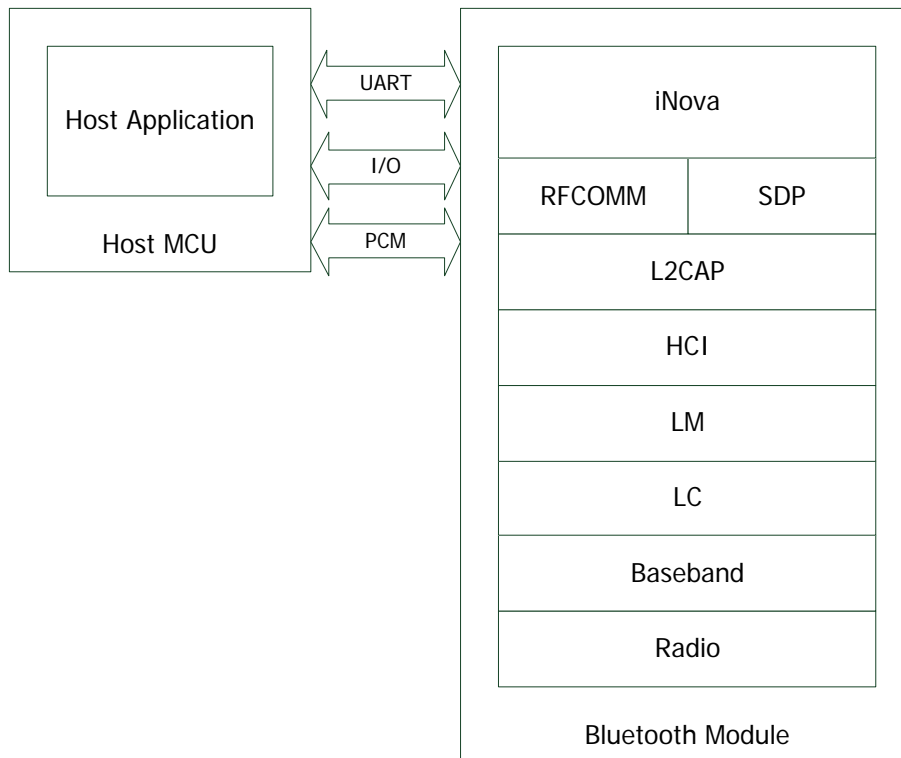 Host Application
Host MCU
UART
I/O
PCM
iNova
RFCOMM
SDP
L2CAP
HCI
LM
LC
Baseband
Radio
Bluetooth Module